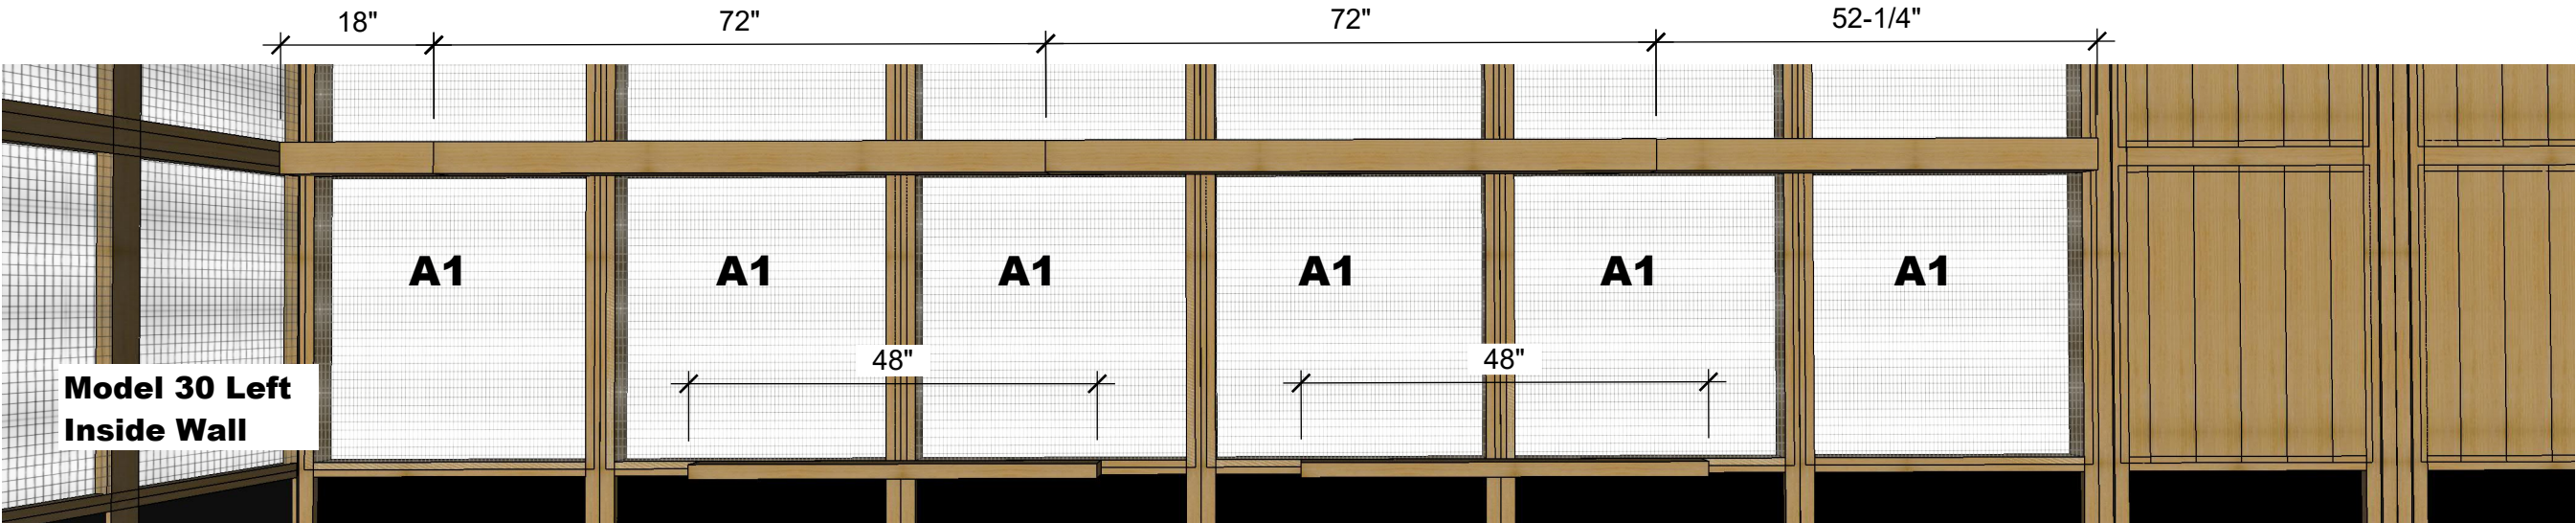 18" 72" 72" 52-1/4"
A1 A1 A1 A1 A1 A1
48" 48"
Model 30 Left
Inside Wall